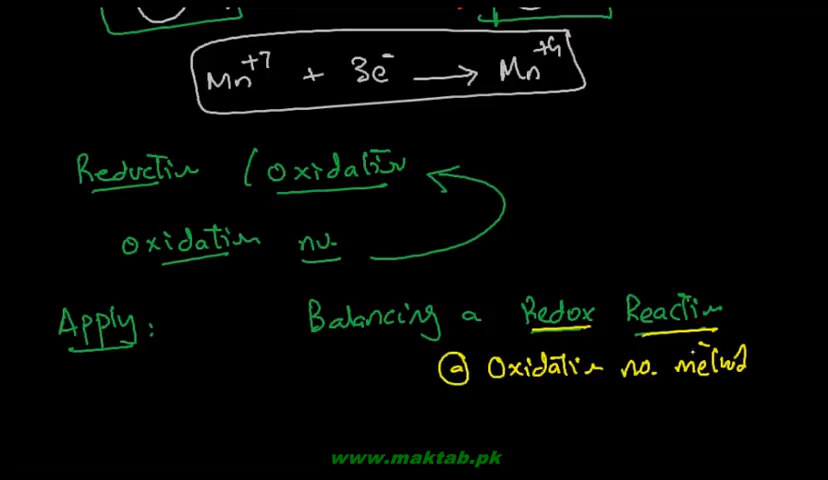 Mn+7 + 3e- → Mn+4
Reduction / Oxidation
oxidation no.
Apply: Balancing a Redox Reaction
(a) Oxidation no. method
www.maktab.pk